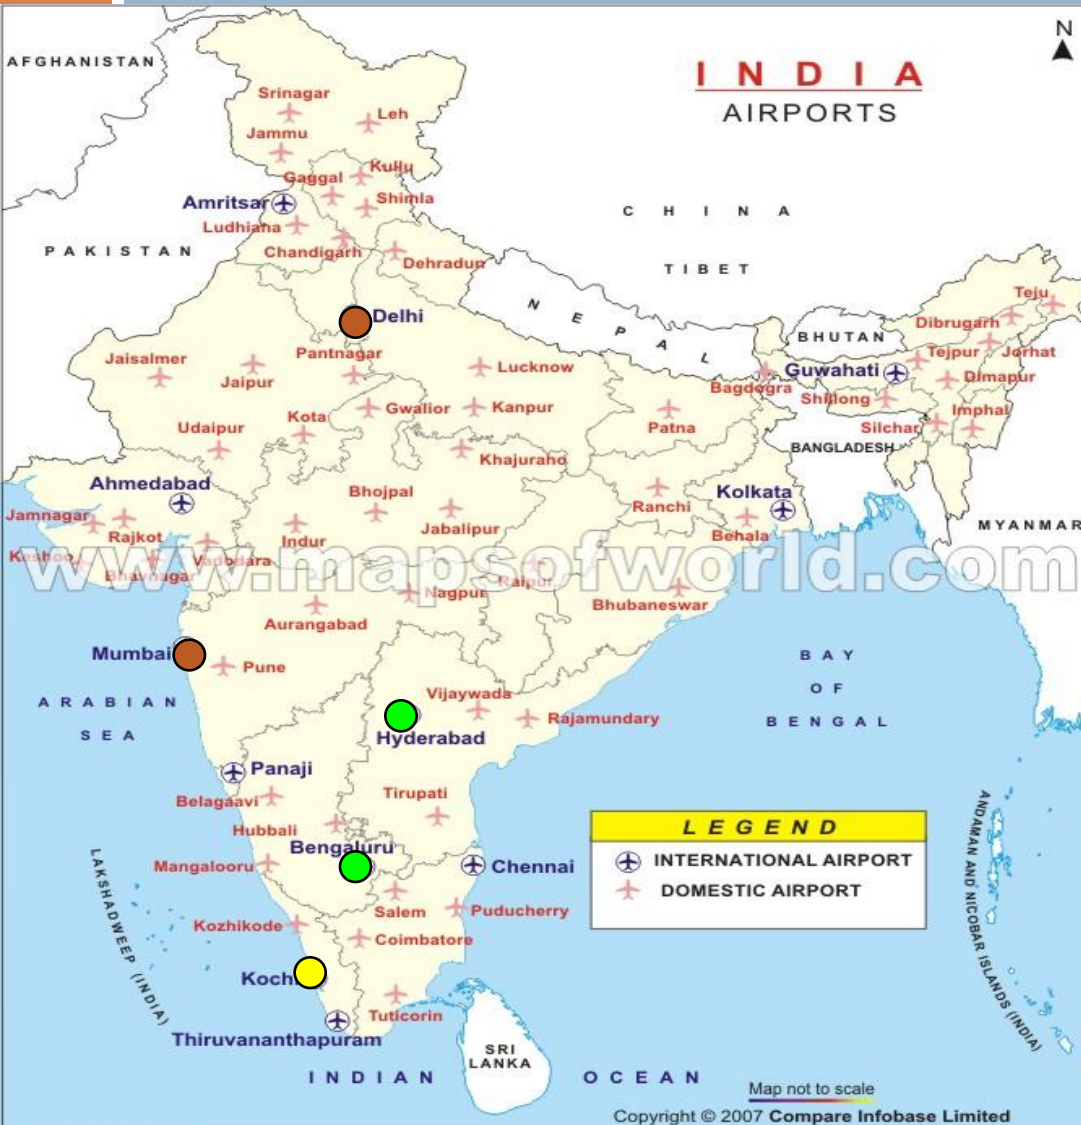 N
INDIA
AIRPORTS
AFGHANISTAN
Srinagar
Leh
Jammu
Kullu
Gaggal
Shimla
Amritsar
Ludhiana
CHINA
PAKISTAN
Chandigarh
Dehradun
TIBET
Teju
NEPAL
Delhi
Dibrugarh
BHUTAN
Pantnagar
Jaisalmer
Lucknow
Tejpur
Jorhat
Jaipur
Guwahati
Dimapur
Bagdogra
Shillong
Kota
Gwalior
Kanpur
Imphal
Udaipur
Patna
Silchar
BANGLADESH
Khajuraho
Ahmedabad
Bhojpal
Kolkata
Ranchi
Jamnagar
Jabalipur
MYANMAR
Rajkot
Indur
Behala
Keshod
Vadodara
www.mapsofworld.com
Bhavnagar
Raipur
Nagpur
Bhubaneswar
Aurangabad
Mumbai
Pune
BAY
OF
BENGAL
ARABIAN
SEA
Vijaywada
Rajamundary
Hyderabad
Panaji
Belagaavi
Tirupati
Hubbali
LEGEND
INTERNATIONAL AIRPORT
DOMESTIC AIRPORT
Bengaluru
Mangalooru
Chennai
Salem
Puducherry
Kozhikode
Coimbatore
LAKSHADWEEP (INDIA)
ANDAMAN AND NICOBAR ISLANDS (INDIA)
Koch
Tuticorin
Thiruvananthapuram
SRI
LANKA
INDIAN OCEAN
Map not to scale
Copyright © 2007 Compare Infobase Limited